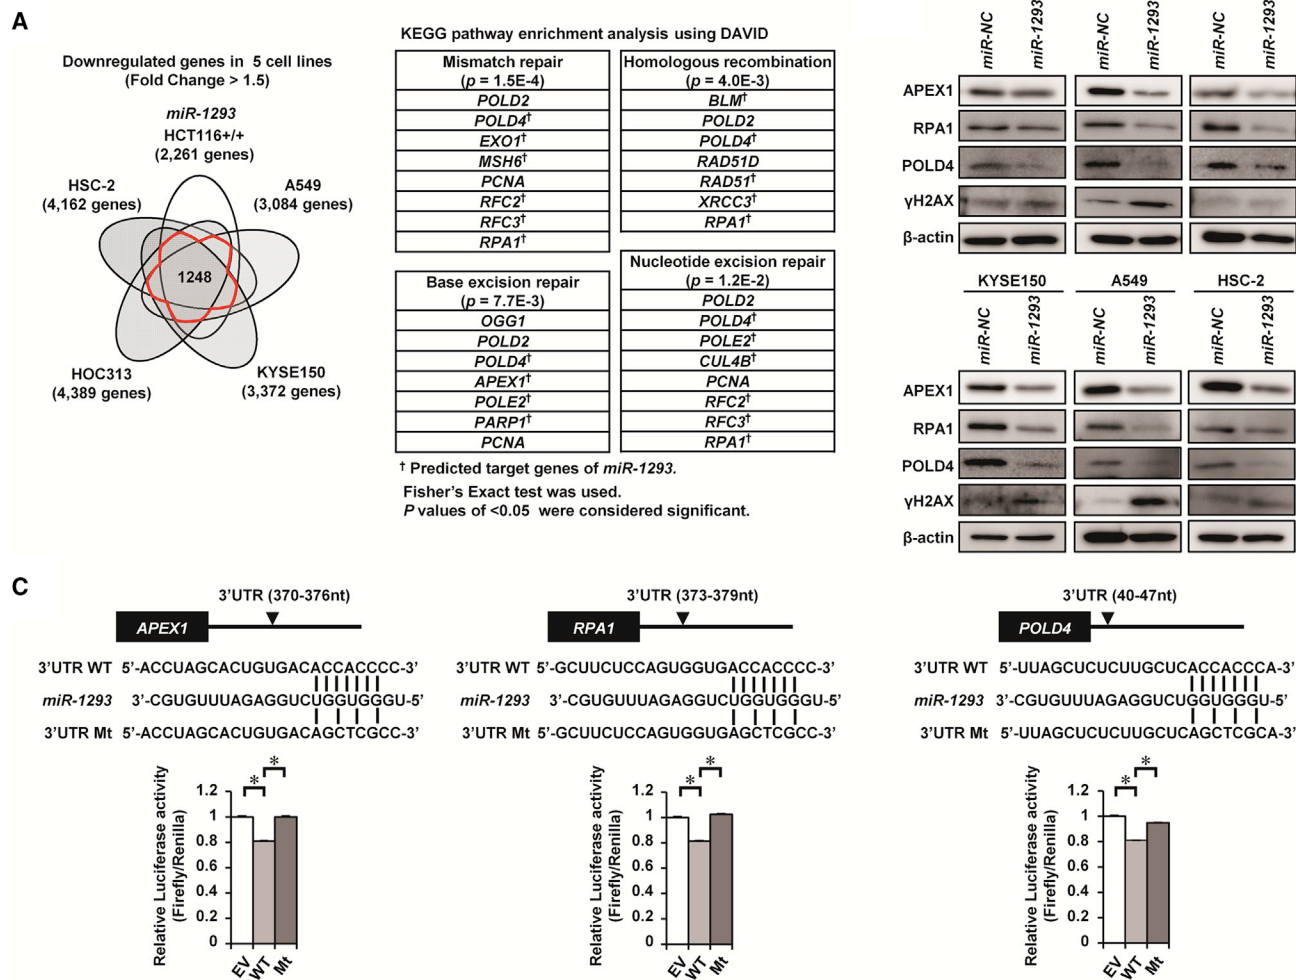 A
Downregulated genes in 5 cell lines
(Fold Change > 1.5)
miR-1293
HCT116+/+
(2,261 genes)
HSC-2
(4,162 genes)
A549
(3,084 genes)
1248
HOC313
(4,389 genes)
KYSE150
(3,372 genes)
KEGG pathway enrichment analysis using DAVID
Mismatch repair
(p = 1.5E-4)
POLD2
POLD4†
EXO1†
MSH6†
PCNA
RFC2†
RFC3†
RPA1†
Base excision repair
(p = 7.7E-3)
OGG1
POLD2
POLD4†
APEX1†
POLE2†
PARP1†
PCNA
Homologous recombination
(p = 4.0E-3)
BLM†
POLD2
POLD4†
RAD51D
RAD51†
XRCC3†
RPA1†
Nucleotide excision repair
(p = 1.2E-2)
POLD2
POLD4†
POLE2†
CUL4B†
PCNA
RFC2†
RFC3†
RPA1†
† Predicted target genes of miR-1293.
Fisher's Exact test was used.
P values of <0.05 were considered significant.
miR-NC miR-1293 miR-NC miR-1293 miR-NC miR-1293
APEX1
RPA1
POLD4
γH2AX
β-actin
KYSE150 A549 HSC-2
miR-NC miR-1293 miR-NC miR-1293 miR-NC miR-1293
APEX1
RPA1
POLD4
γH2AX
β-actin
C
3'UTR (370-376nt)
APEX1
3'UTR WT 5'-ACCUAGCACUGUGACACCACCCC-3'
miR-1293 3'-CGUGUUUAGAGGUCUGGUGGGU-5'
3'UTR Mt 5'-ACCUAGCACUGUGACAGCTCGCC-3'
Relative Luciferase activity
(Firefly/Renilla)
1.2
1
0.8
0.6
0.4
0.2
0
* *
EV WT Mt
3'UTR (373-379nt)
RPA1
3'UTR WT 5'-GCUUCUCCAGUGGUGACCACCCC-3'
miR-1293 3'-CGUGUUUAGAGGUCUGGUGGGU-5'
3'UTR Mt 5'-GCUUCUCCAGUGGUGAGCTCGCC-3'
Relative Luciferase activity
(Firefly/Renilla)
1.2
1
0.8
0.6
0.4
0.2
0
* *
EV WT Mt
3'UTR (40-47nt)
POLD4
3'UTR WT 5'-UUAGCUCUCUUGCUCACCACCCA-3'
miR-1293 3'-CGUGUUUAGAGGUCUGGUGGGU-5'
3'UTR Mt 5'-UUAGCUCUCUUGCUCAGCTCGCA-3'
Relative Luciferase activity
(Firefly/Renilla)
1.2
1
0.8
0.6
0.4
0.2
0
* *
EV WT Mt